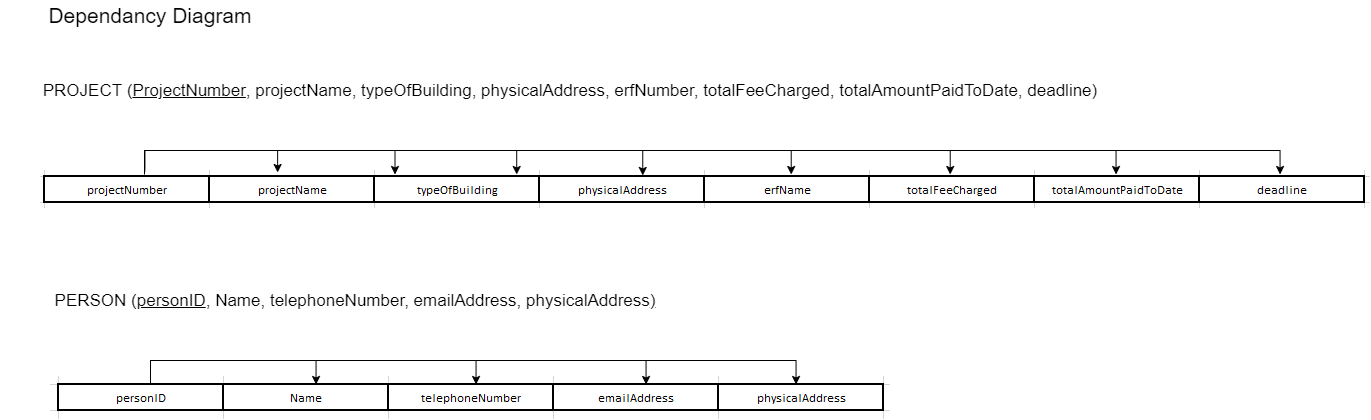 Dependancy Diagram
PROJECT (ProjectNumber, projectName, typeOfBuilding, physicalAddress, erfNumber, totalFeeCharged, totalAmountPaidToDate, deadline)
projectNumber projectName typeOfBuilding physicalAddress erfName totalFeeCharged totalAmountPaidToDate deadline
PERSON (personID, Name, telephoneNumber, emailAddress, physicalAddress)
personID Name telephoneNumber emailAddress physicalAddress